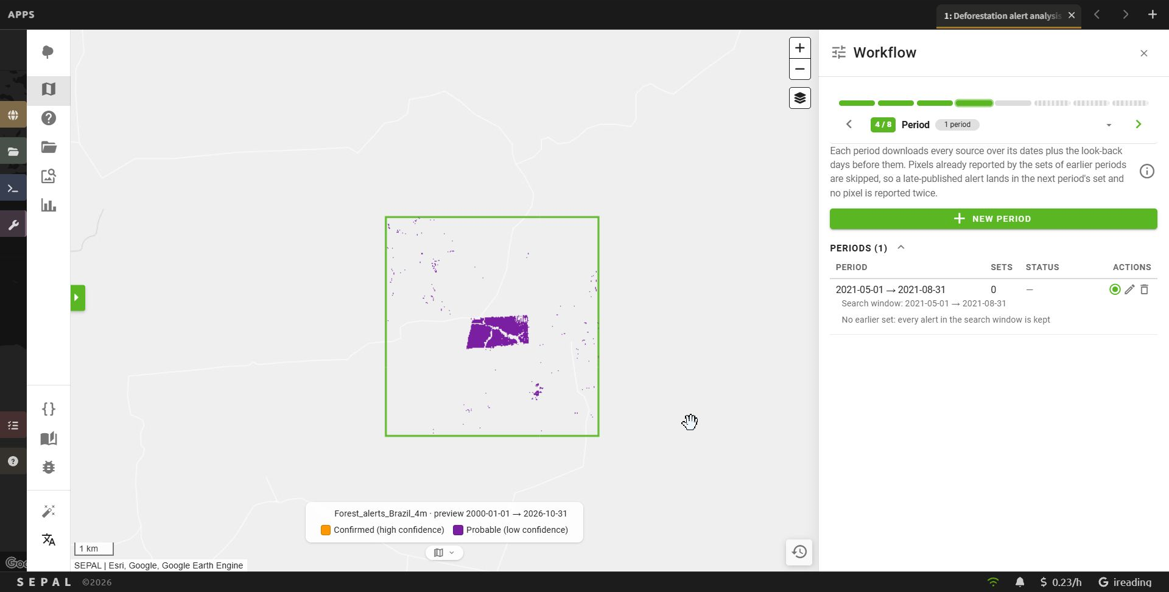 APPS
1: Deforestation alert analysis
Workflow
4 / 8 Period 1 period
Each period downloads every source over its dates plus the look-back
days before them. Pixels already reported by the sets of earlier periods
are skipped, so a late-published alert lands in the next period's set and
no pixel is reported twice.
NEW PERIOD
PERIODS (1)
PERIOD SETS STATUS ACTIONS
2021-05-01 → 2021-08-31 0 —
Search window: 2021-05-01 → 2021-08-31
No earlier set: every alert in the search window is kept
Forest_alerts_Brazil_4m · preview 2000-01-01 → 2026-10-31
Confirmed (high confidence) Probable (low confidence)
1 km
SEPAL | Esri, Google, Google Earth Engine
SEPAL ©2026
$ 0.23/h
G ireading